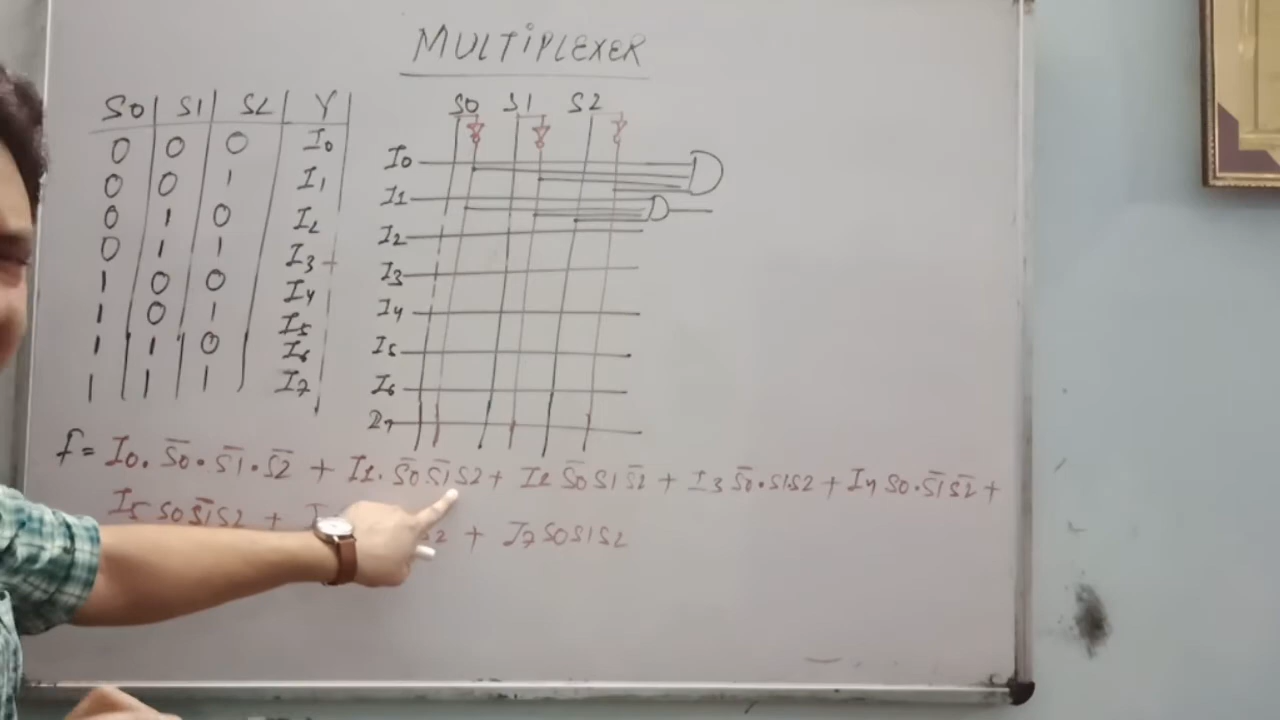 MULTIPLEXER
S0 S1 S2 Y
0 0 0 I0
0 0 1 I1
0 1 0 I2
0 1 1 I3
1 0 0 I4
1 0 1 I5
1 1 0 I6
1 1 1 I7
S0 S1 S2
I0
I1
I2
I3
I4
I5
I6
I7
f = I0. S̅0̅ • S̅1̅ • S̅2̅ + I1. S̅0 S̅1 S2 + I2 S̅0 S1 S̅2 + I3 S̅0 • S1 S2 + I4 S0 • S̅1 S̅2 +
I5 S0 S̅1 S2 + S2 + I7 S0 S1 S2